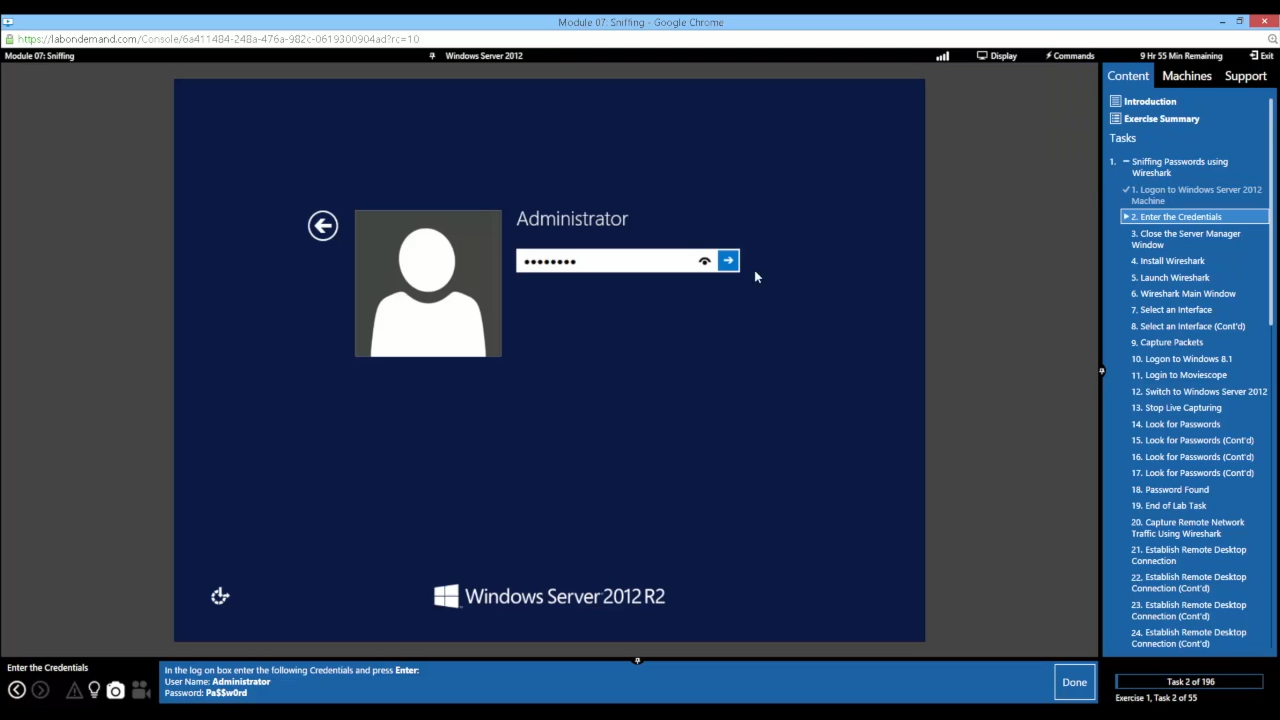 Module 07: Sniffing - Google Chrome
https://labondemand.com/Console/6a411484-248a-476a-982c-0619300904ad?rc=10
Module 07: Sniffing
Windows Server 2012
Display
Commands
9 Hr 55 Min Remaining
Exit
Content
Machines
Support
Introduction
Exercise Summary
Tasks
1. Sniffing Passwords using
Wireshark
1. Logon to Windows Server 2012
Machine
2. Enter the Credentials
3. Close the Server Manager
Window
4. Install Wireshark
5. Launch Wireshark
6. Wireshark Main Window
7. Select an Interface
8. Select an Interface (Cont'd)
9. Capture Packets
10. Logon to Windows 8.1
11. Login to Moviescope
12. Switch to Windows Server 2012
13. Stop Live Capturing
14. Look for Passwords
15. Look for Passwords (Cont'd)
16. Look for Passwords (Cont'd)
17. Look for Passwords (Cont'd)
18. Password Found
19. End of Lab Task
20. Capture Remote Network
Traffic Using Wireshark
21. Establish Remote Desktop
Connection
22. Establish Remote Desktop
Connection (Cont'd)
23. Establish Remote Desktop
Connection (Cont'd)
24. Establish Remote Desktop
Connection (Cont'd)
Administrator
Windows Server 2012 R2
Enter the Credentials
In the log on box enter the following Credentials and press Enter:
User Name: Administrator
Password: Pa$$w0rd
Done
Task 2 of 196
Exercise 1, Task 2 of 55